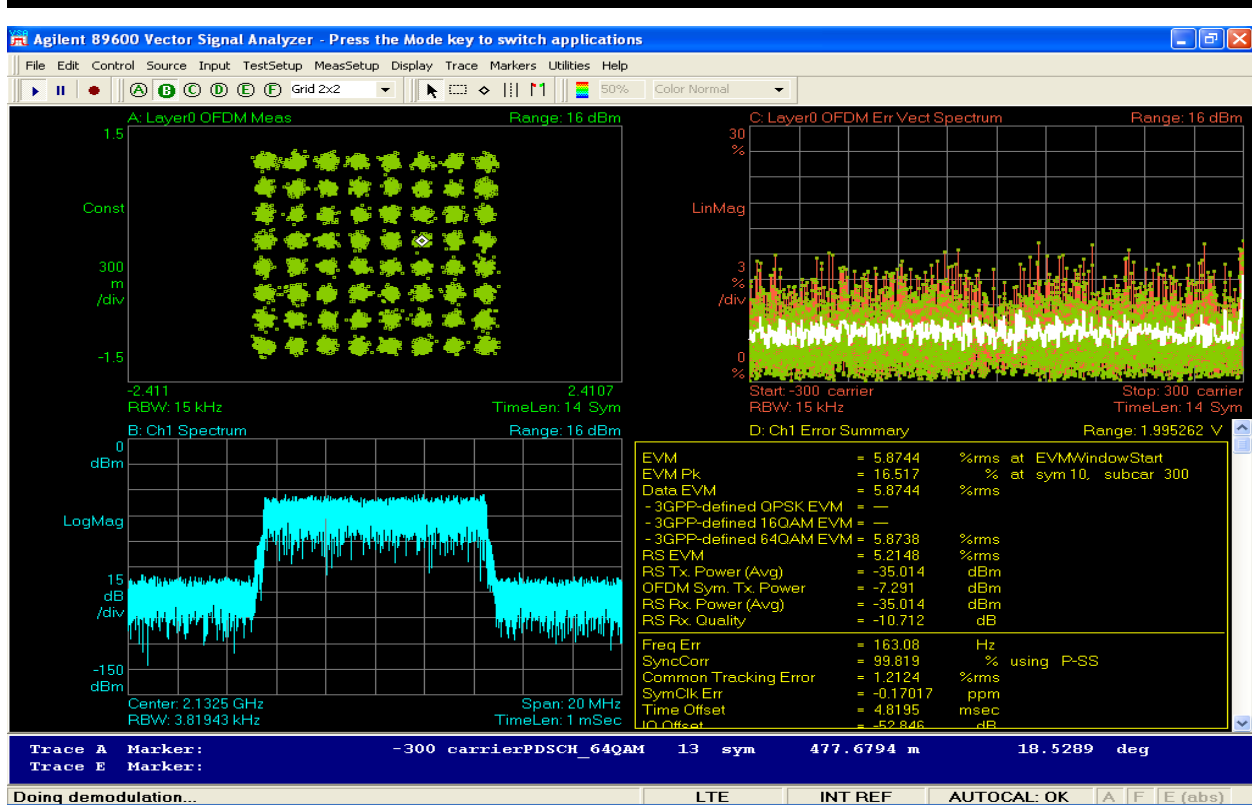 Agilent 89600 Vector Signal Analyzer - Press the Mode key to switch applications
File Edit Control Source Input TestSetup MeasSetup Display Trace Markers Utilities Help
A B C D E F Grid 2x2 50% Color Normal
A: Layer0 OFDM Meas Range: 16 dBm
1.5
Const
300
m
/div
-1.5
-2.411 2.4107
RBW: 15 kHz TimeLen: 14 Sym
C: Layer0 OFDM Err Vect Spectrum Range: 16 dBm
30
%
LinMag
3
%
/div
0
%
Start: -300 carrier Stop: 300 carrier
RBW: 15 kHz TimeLen: 14 Sym
B: Ch1 Spectrum Range: 16 dBm
0
dBm
LogMag
15
dB
/div
-150
dBm
Center: 2.1325 GHz Span: 20 MHz
RBW: 3.81943 kHz TimeLen: 1 mSec
D: Ch1 Error Summary Range: 1.995262 V
EVM = 5.8744 %rms at EVMWindowStart
EVM Pk = 16.517 % at sym 10, subcar 300
Data EVM = 5.8744 %rms
- 3GPP-defined QPSK EVM = —
- 3GPP-defined 16QAM EVM = —
- 3GPP-defined 64QAM EVM = 5.8738 %rms
RS EVM = 5.2148 %rms
RS Tx. Power (Avg) = -35.014 dBm
OFDM Sym. Tx. Power = -7.291 dBm
RS Rx. Power (Avg) = -35.014 dBm
RS Rx. Quality = -10.712 dB
Freq Err = 163.08 Hz
SyncCorr = 99.819 % using P-SS
Common Tracking Error = 1.2124 %rms
SymClk Err = -0.17017 ppm
Time Offset = 4.8195 msec
IQ Offset = -52.846 dB
Trace A Marker: -300 carrierPDSCH_64QAM 13 sym 477.6794 m 18.5289 deg
Trace E Marker:
Doing demodulation... LTE INT REF AUTOCAL: OK A F E (abs)